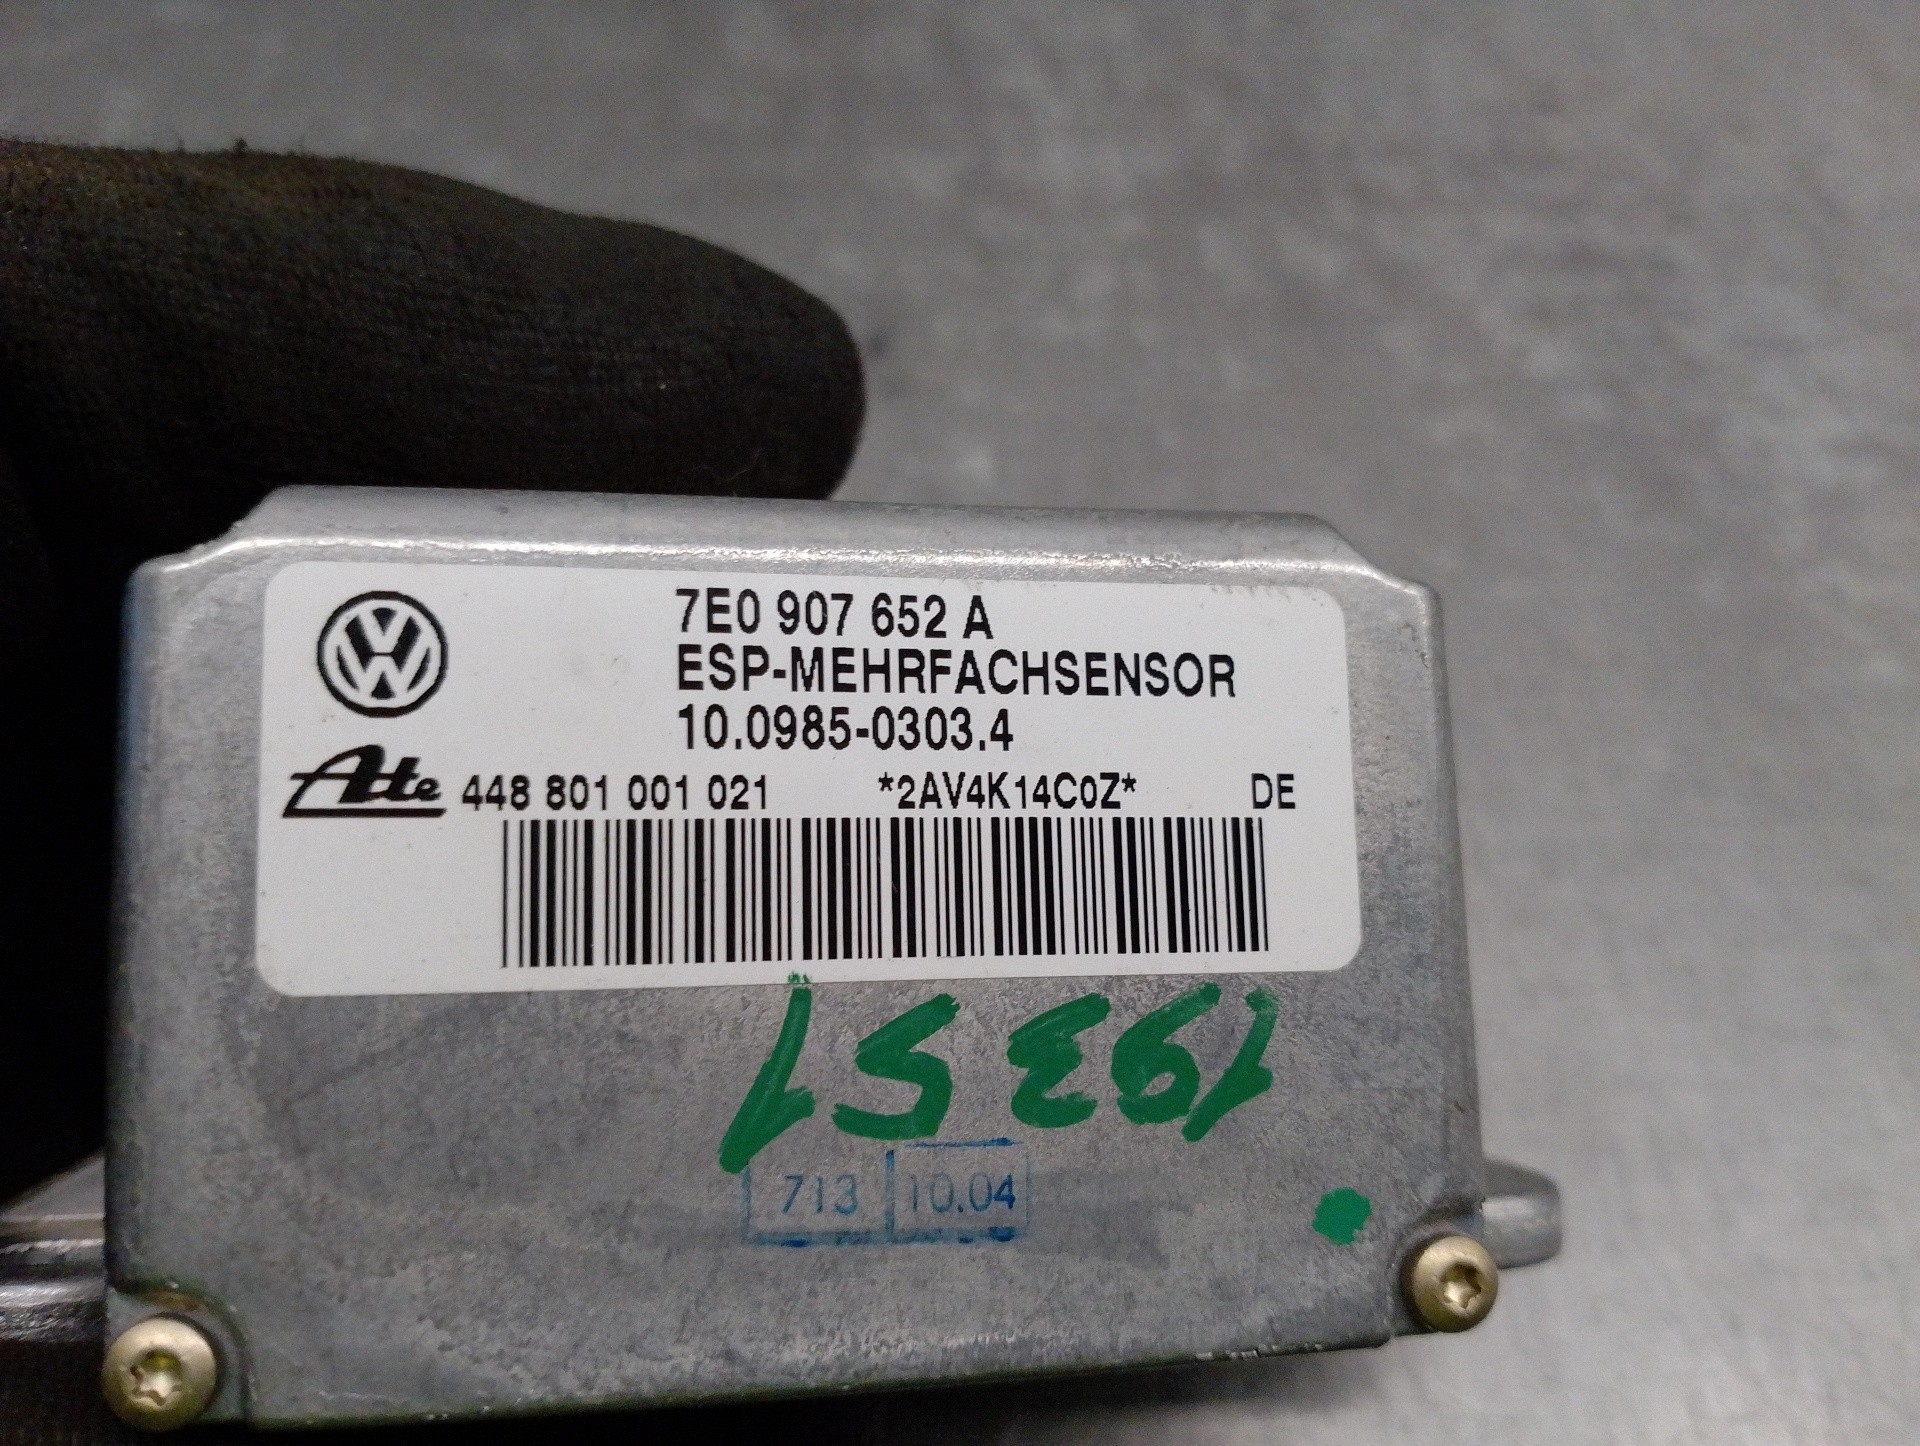 7E0 907 652 A
ESP-MEHRFACHSENSOR
10.0985-0303.4
Ate 448 801 001 021 *2AV4K14C0Z* DE
19351
713 10.04